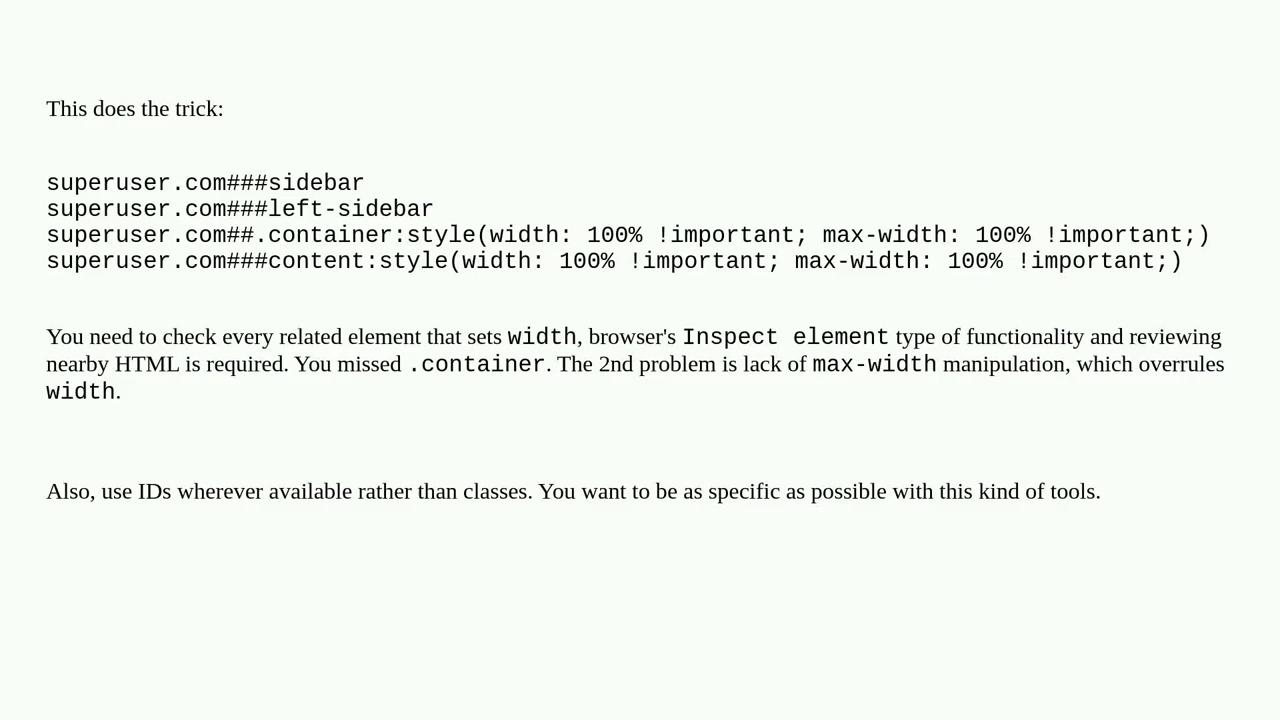 This does the trick:
superuser.com###sidebar
superuser.com###left-sidebar
superuser.com##.container:style(width: 100% !important; max-width: 100% !important;)
superuser.com###content:style(width: 100% !important; max-width: 100% !important;)
You need to check every related element that sets width, browser's Inspect element type of functionality and reviewing
nearby HTML is required. You missed .container. The 2nd problem is lack of max-width manipulation, which overrules
width.
Also, use IDs wherever available rather than classes. You want to be as specific as possible with this kind of tools.